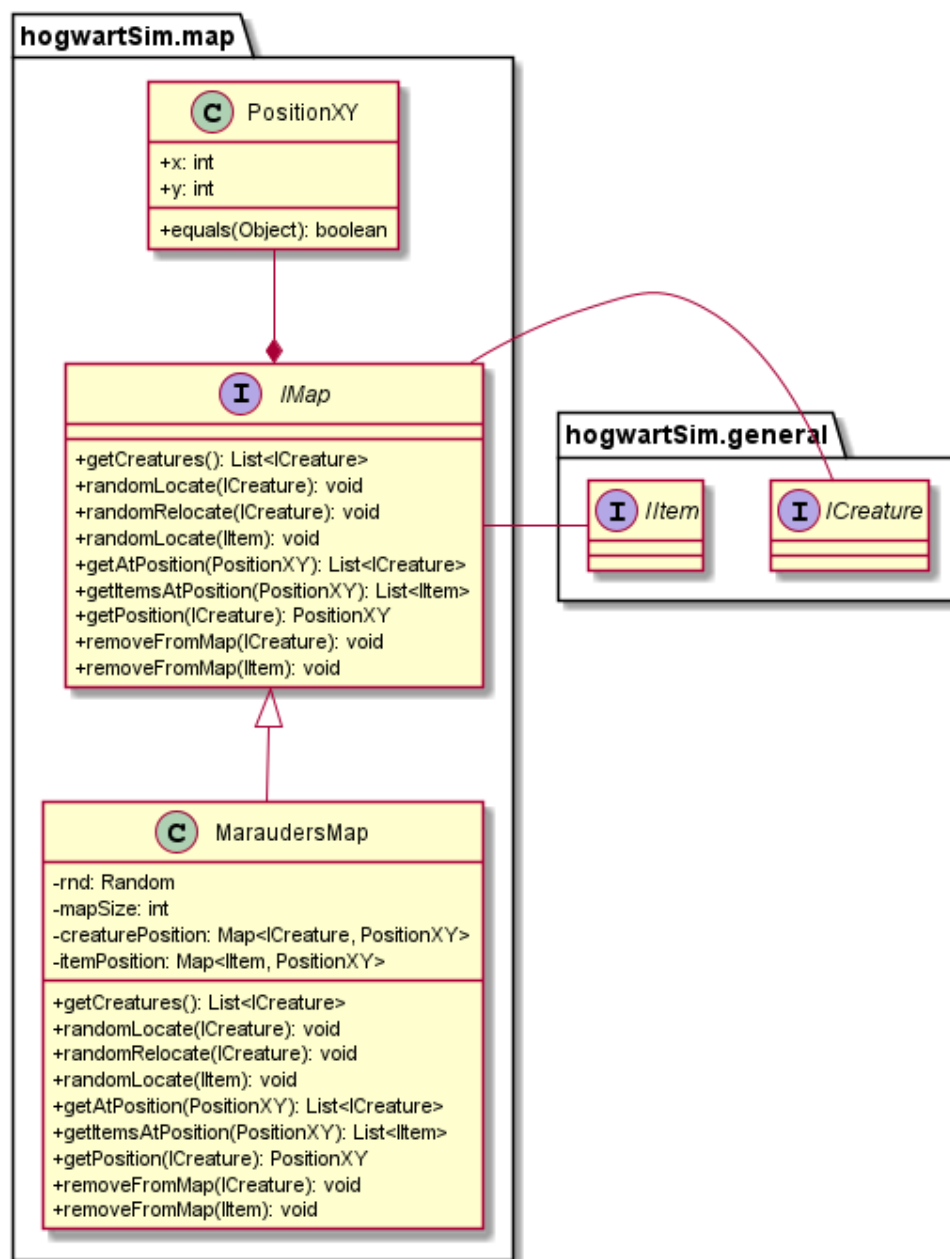 hogwartSim.map
C PositionXY
+x: int
+y: int
+equals(Object): boolean
I IMap
+getCreatures(): List<ICreature>
+randomLocate(ICreature): void
+randomRelocate(ICreature): void
+randomLocate(IItem): void
+getAtPosition(PositionXY): List<ICreature>
+getItemsAtPosition(PositionXY): List<IItem>
+getPosition(ICreature): PositionXY
+removeFromMap(ICreature): void
+removeFromMap(IItem): void
hogwartSim.general
I IItem
I ICreature
C MaraudersMap
-rnd: Random
-mapSize: int
-creaturePosition: Map<ICreature, PositionXY>
-itemPosition: Map<IItem, PositionXY>
+getCreatures(): List<ICreature>
+randomLocate(ICreature): void
+randomRelocate(ICreature): void
+randomLocate(IItem): void
+getAtPosition(PositionXY): List<ICreature>
+getItemsAtPosition(PositionXY): List<IItem>
+getPosition(ICreature): PositionXY
+removeFromMap(ICreature): void
+removeFromMap(IItem): void